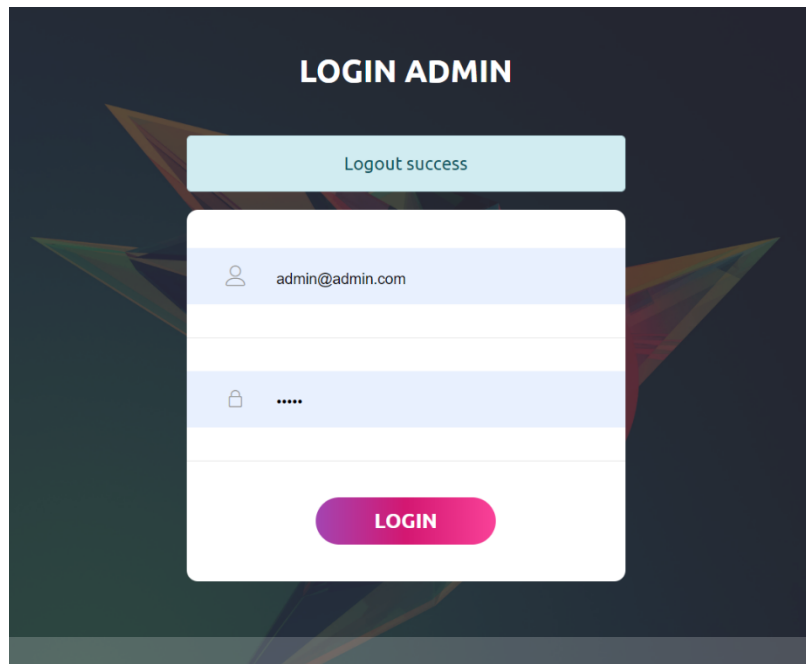 LOGIN ADMIN
Logout success
admin@admin.com
•••••
LOGIN